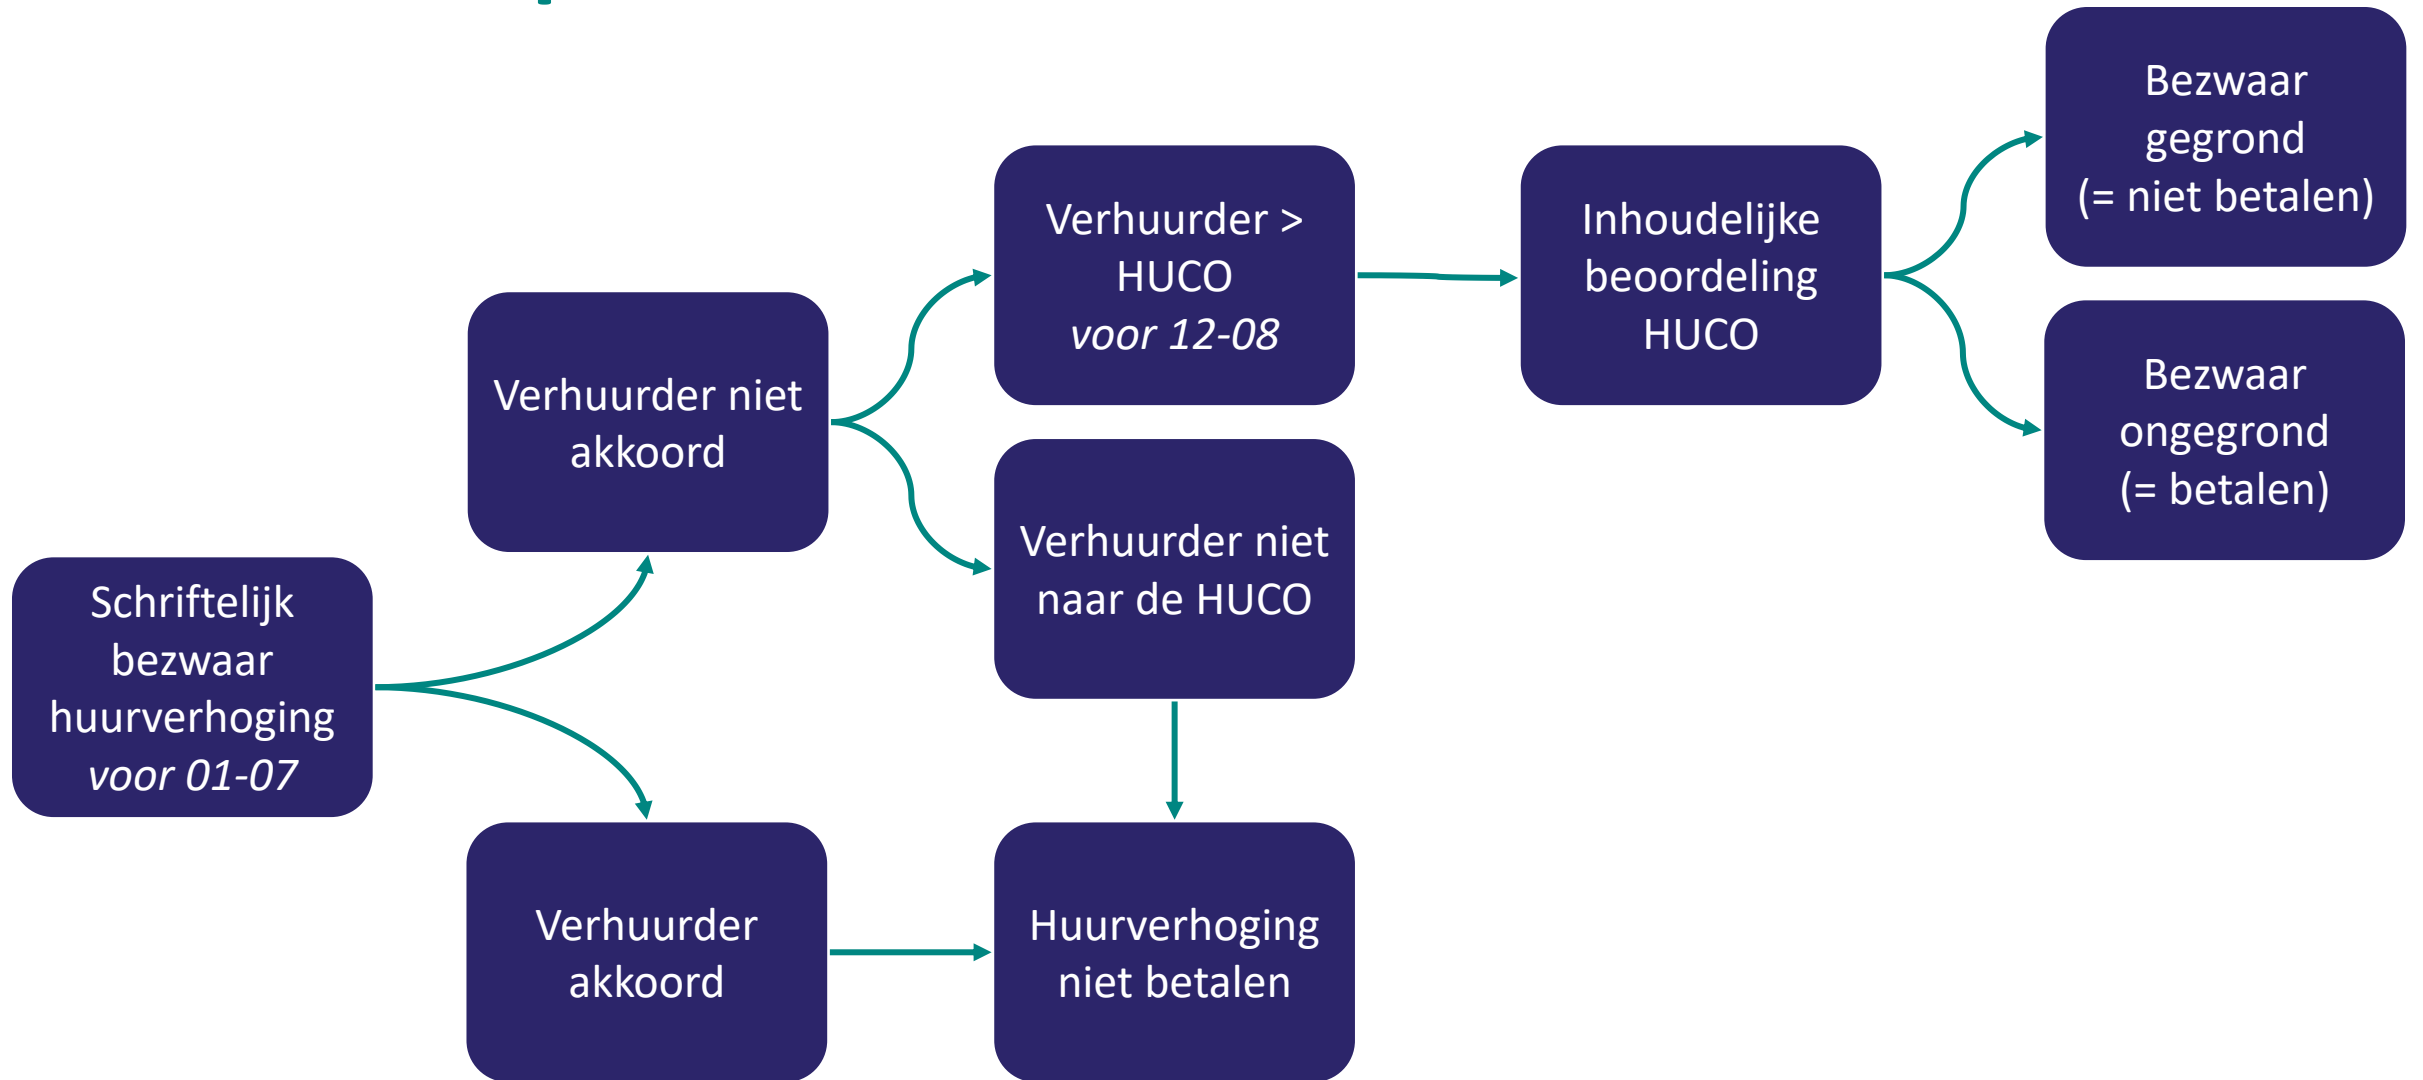 Schriftelijk
bezwaar
huurverhoging
voor 01-07
Verhuurder niet
akkoord
Verhuurder
akkoord
Verhuurder >
HUCO
voor 12-08
Verhuurder niet
naar de HUCO
Huurverhoging
niet betalen
Inhoudelijke
beoordeling
HUCO
Bezwaar
gegrond
(= niet betalen)
Bezwaar
ongegrond
(= betalen)